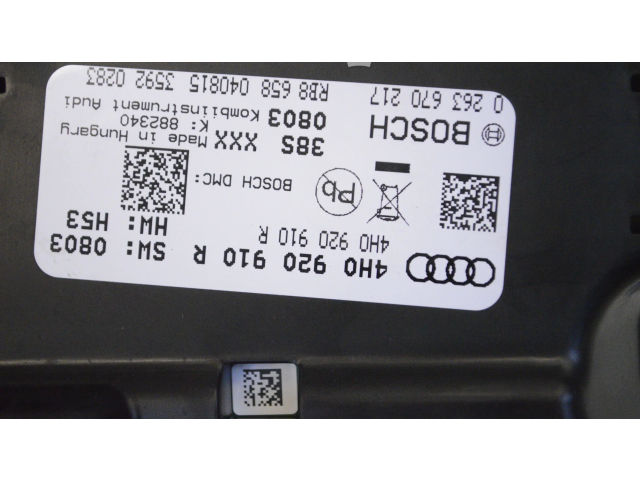 4H0 920 910 R SW: 0803
4H0 920 910 R HW: H53
Pb
BOSCH DMC:
BOSCH 38S XXX Made in Hungary
0803 K: 882340
Kombiinstrument Audi
0 263 670 217 RB8 658 040815 3592 0283